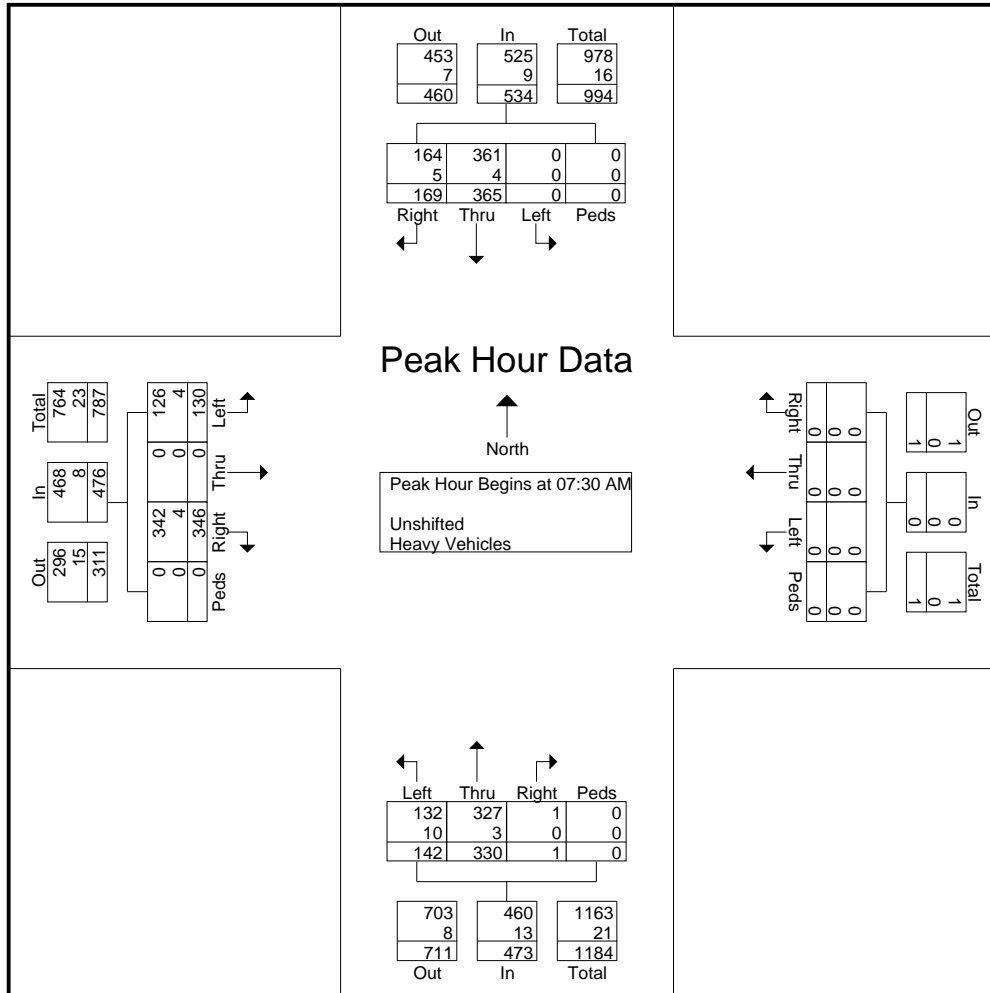 Out In Total
453 525 978
7 9 16
460 534 994
164 361 0 0
5 4 0 0
169 365 0 0
Right Thru Left Peds
Peak Hour Data
North
Peak Hour Begins at 07:30 AM
Unshifted
Heavy Vehicles
Total
764
23
787
In
468
8
476
Out
296
15
311
126
4
130
Left
0
0
0
Thru
342
4
346
Right
0
0
0
Peds
Right
0
0
0
Thru
0
0
0
Left
0
0
0
Peds
0
0
0
Out
1
0
1
In
0
0
0
Total
1
0
1
Left Thru Right Peds
132 327 1 0
10 3 0 0
142 330 1 0
703 460 1163
8 13 21
711 473 1184
Out In Total